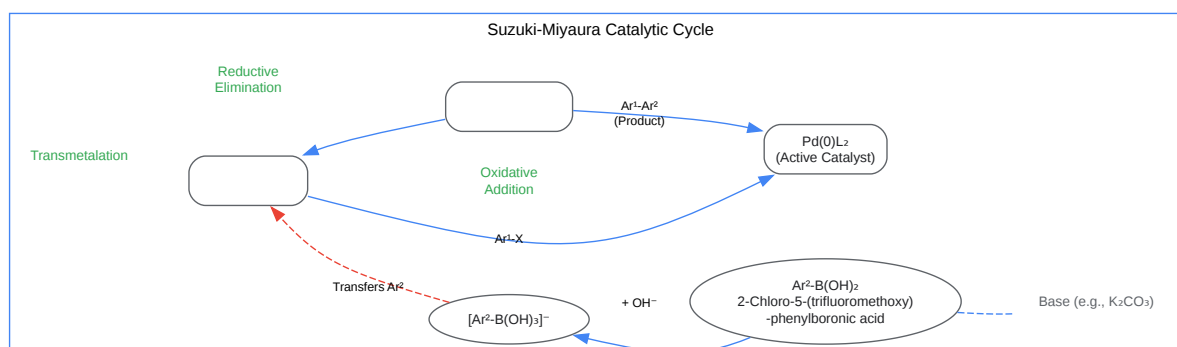 Suzuki-Miyaura Catalytic Cycle
Reductive
Elimination
Ar¹-Ar²
(Product)
Pd(0)L₂
(Active Catalyst)
Transmetalation
Oxidative
Addition
Ar¹-X
Transfers Ar²
[Ar²-B(OH)₃]⁻
+ OH⁻
Ar²-B(OH)₂
2-Chloro-5-(trifluoromethoxy)
-phenylboronic acid
Base (e.g., K₂CO₃)